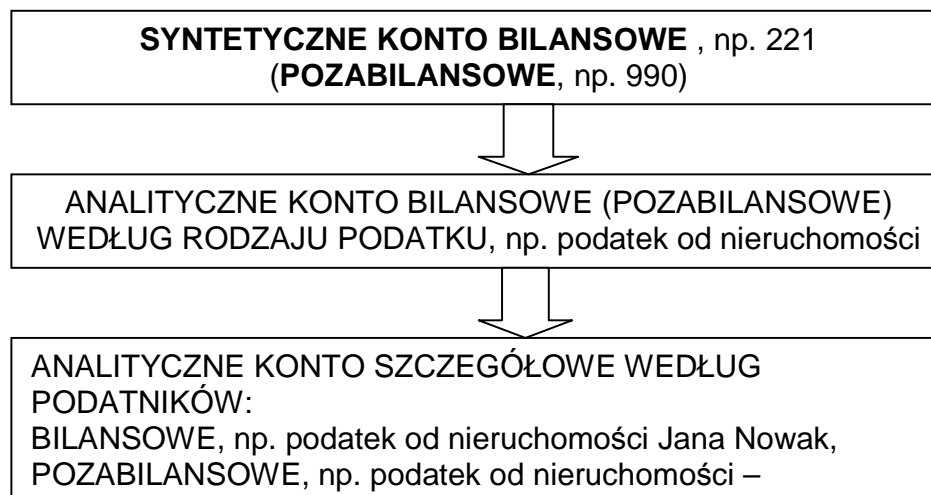 SYNTETYCZNE KONTO BILANSOWE , np. 221
(POZABILANSOWE, np. 990)
ANALITYCZNE KONTO BILANSOWE (POZABILANSOWE)
WEDŁUG RODZAJU PODATKU, np. podatek od nieruchomości
ANALITYCZNE KONTO SZCZEGÓŁOWE WEDŁUG
PODATNIKÓW:
BILANSOWE, np. podatek od nieruchomości Jana Nowak,
POZABILANSOWE, np. podatek od nieruchomości –